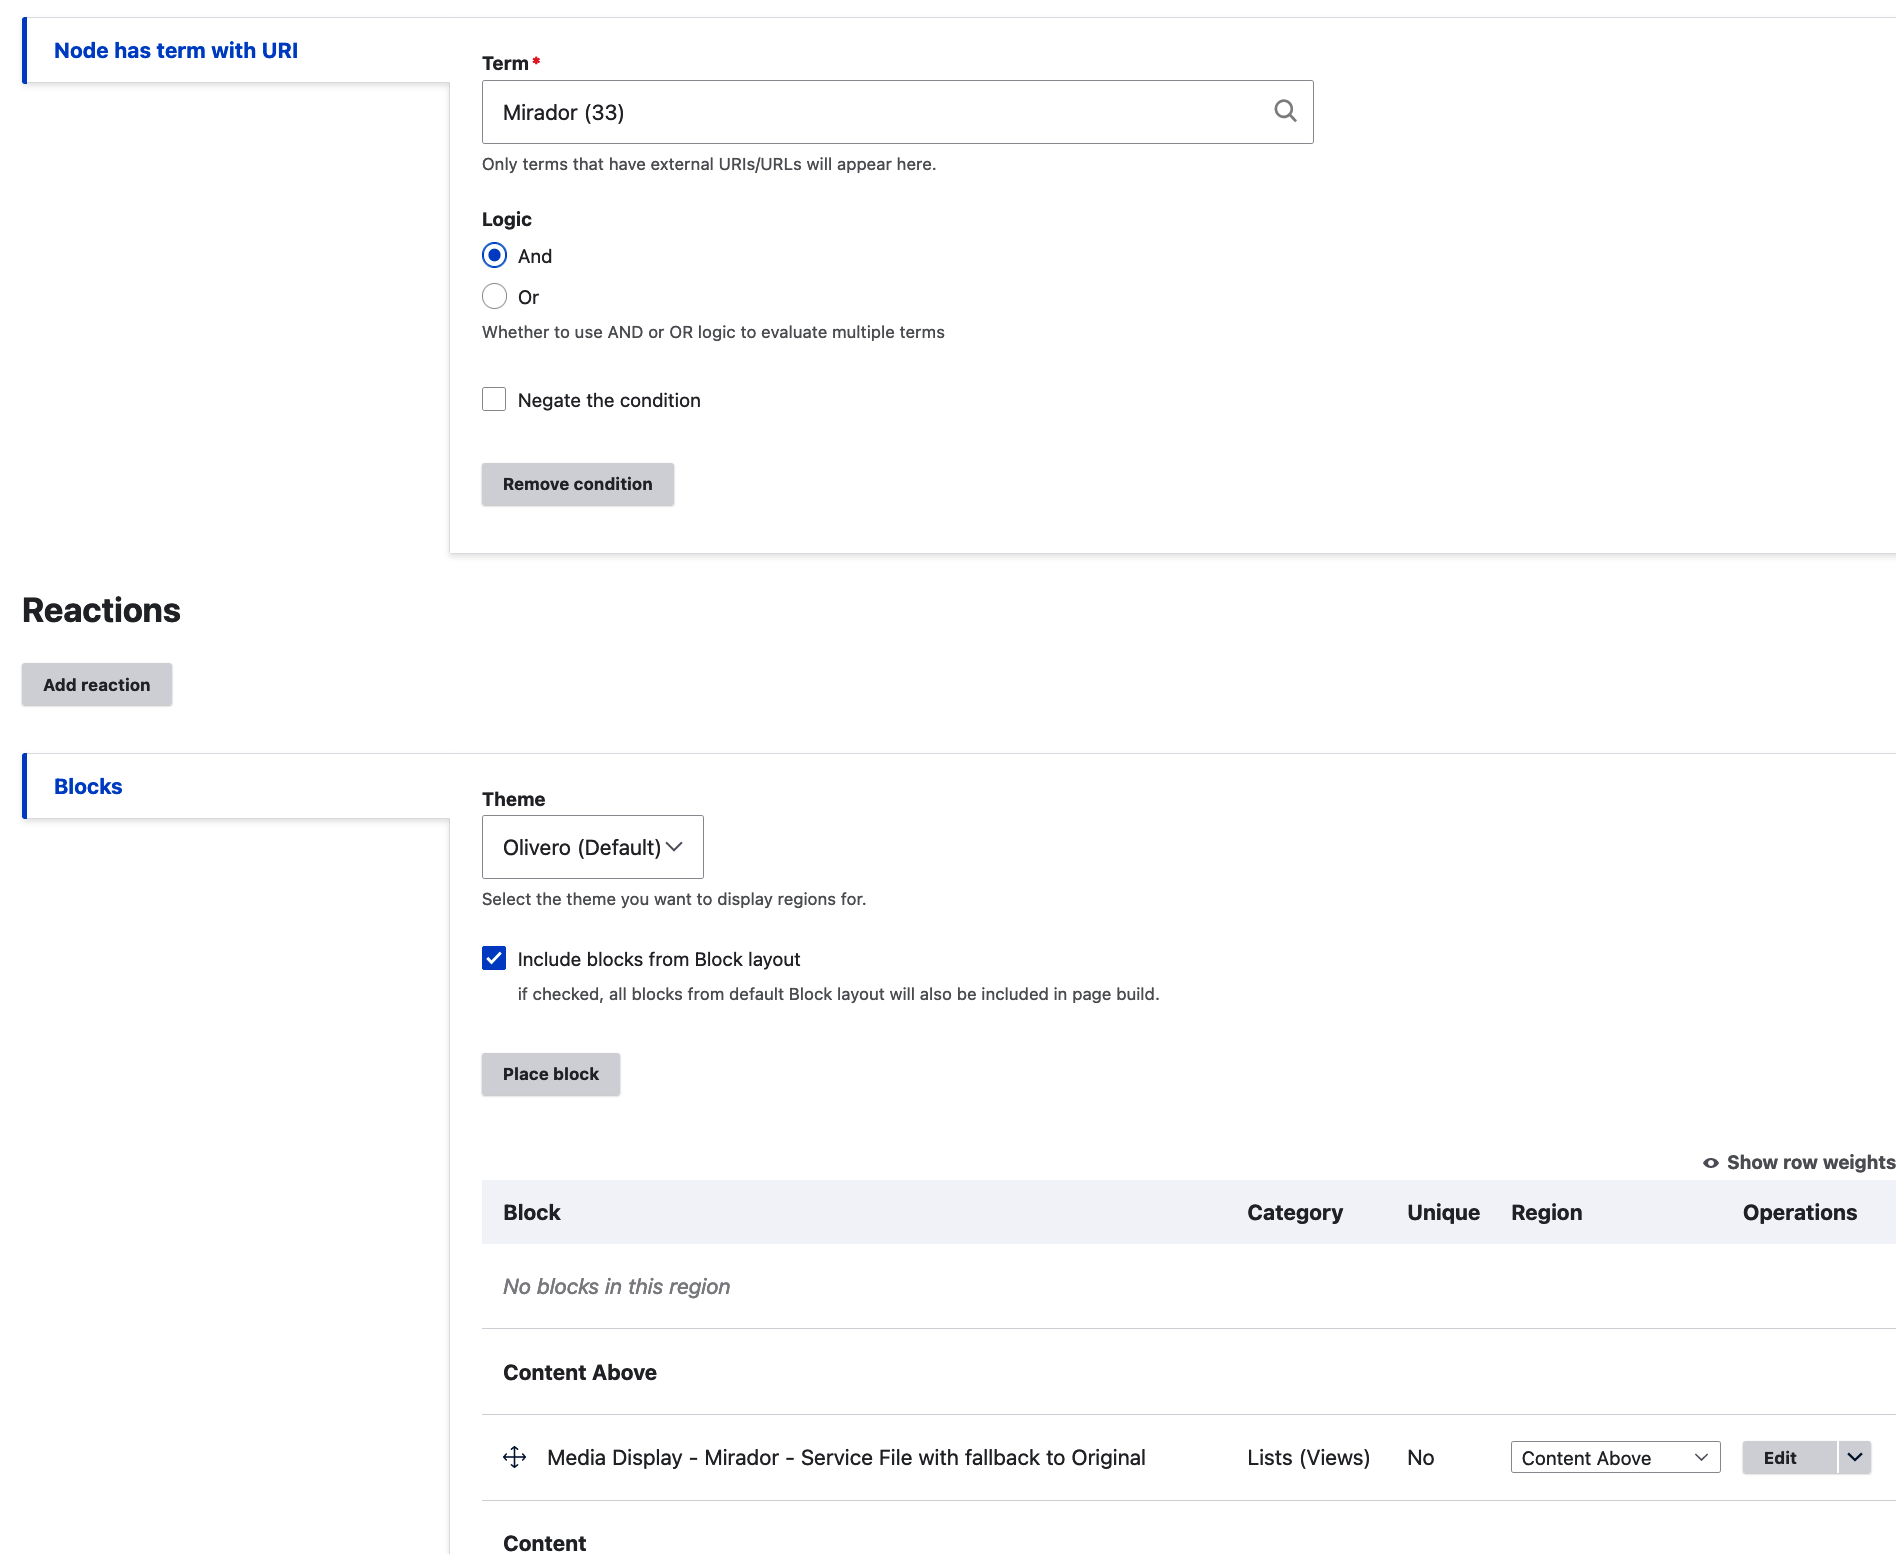 Node has term with URI
Term*
Mirador (33)
Only terms that have external URIs/URLs will appear here.
Logic
And
Or
Whether to use AND or OR logic to evaluate multiple terms
Negate the condition
Remove condition
Reactions
Add reaction
Blocks
Theme
Olivero (Default)
Select the theme you want to display regions for.
Include blocks from Block layout
if checked, all blocks from default Block layout will also be included in page build.
Place block
Show row weights
Block Category Unique Region Operations
No blocks in this region
Content Above
Media Display - Mirador - Service File with fallback to Original Lists (Views) No Content Above Edit
Content